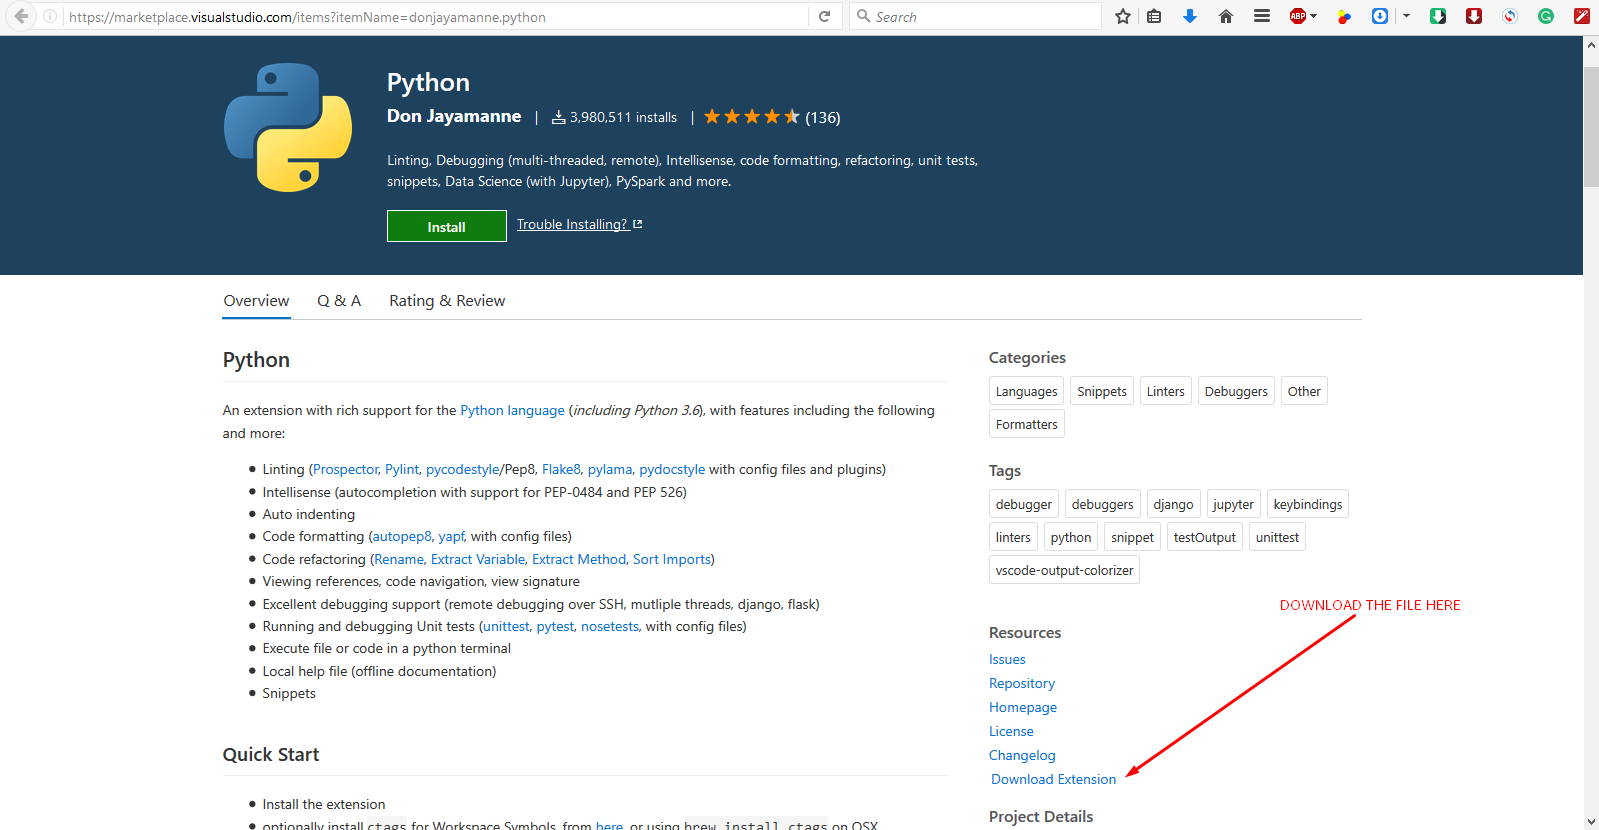 https://marketplace.visualstudio.com/items?itemName=donjayamanne.python
Search
ABP
Python
Don Jayamanne | 3,980,511 installs | (136)
Linting, Debugging (multi-threaded, remote), Intellisense, code formatting, refactoring, unit tests,
snippets, Data Science (with Jupyter), PySpark and more.
Install Trouble Installing?
Overview Q & A Rating & Review
Python
An extension with rich support for the Python language (including Python 3.6), with features including the following
and more:
Linting (Prospector, Pylint, pycodestyle/Pep8, Flake8, pylama, pydocstyle with config files and plugins)
Intellisense (autocompletion with support for PEP-0484 and PEP 526)
Auto indenting
Code formatting (autopep8, yapf, with config files)
Code refactoring (Rename, Extract Variable, Extract Method, Sort Imports)
Viewing references, code navigation, view signature
Excellent debugging support (remote debugging over SSH, mutliple threads, django, flask)
Running and debugging Unit tests (unittest, pytest, nosetests, with config files)
Execute file or code in a python terminal
Local help file (offline documentation)
Snippets
Quick Start
Install the extension
optionally install ctags for Workspace Symbols, from here, or using brew install ctags on OSX
Categories
Languages Snippets Linters Debuggers Other
Formatters
Tags
debugger debuggers django jupyter keybindings
linters python snippet testOutput unittest
vscode-output-colorizer
DOWNLOAD THE FILE HERE
Resources
Issues
Repository
Homepage
License
Changelog
Download Extension
Project Details